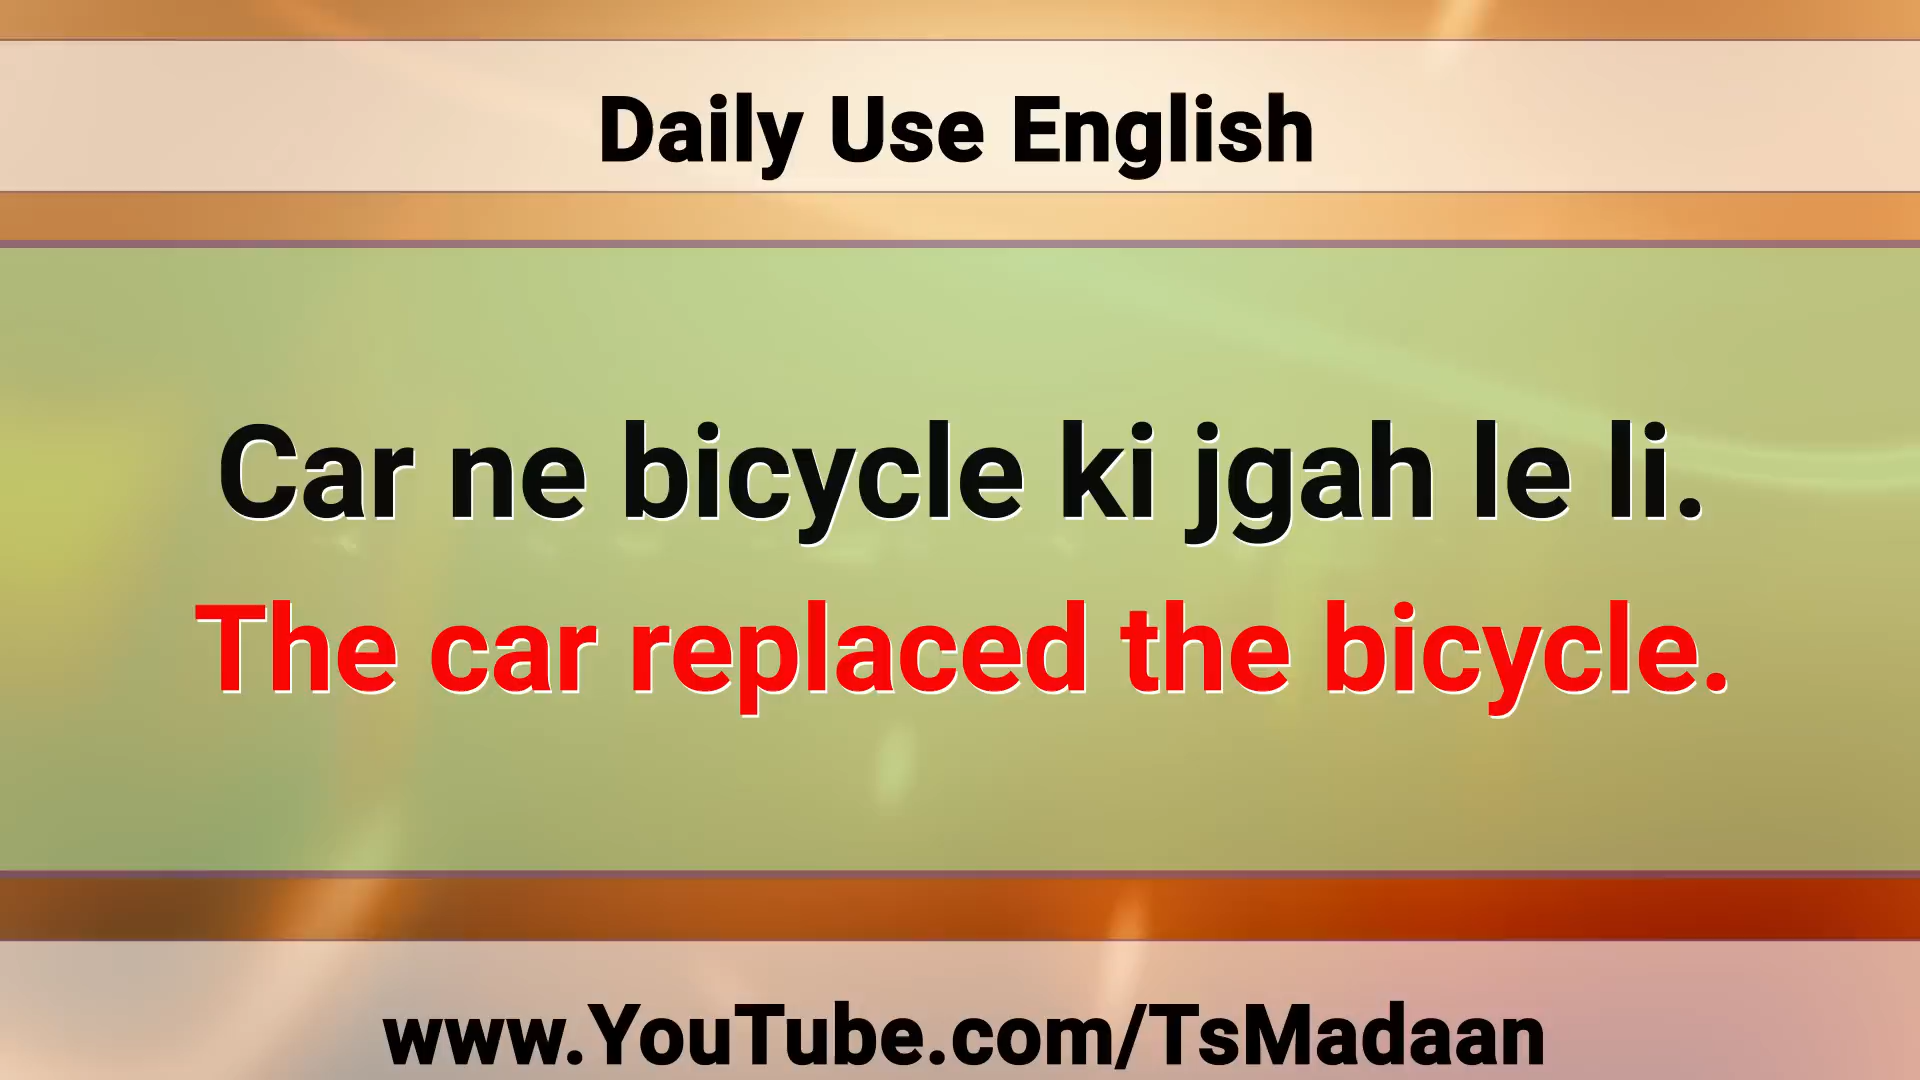 Daily Use English
Car ne bicycle ki jgah le li.
The car replaced the bicycle.
www.YouTube.com/TsMadaan